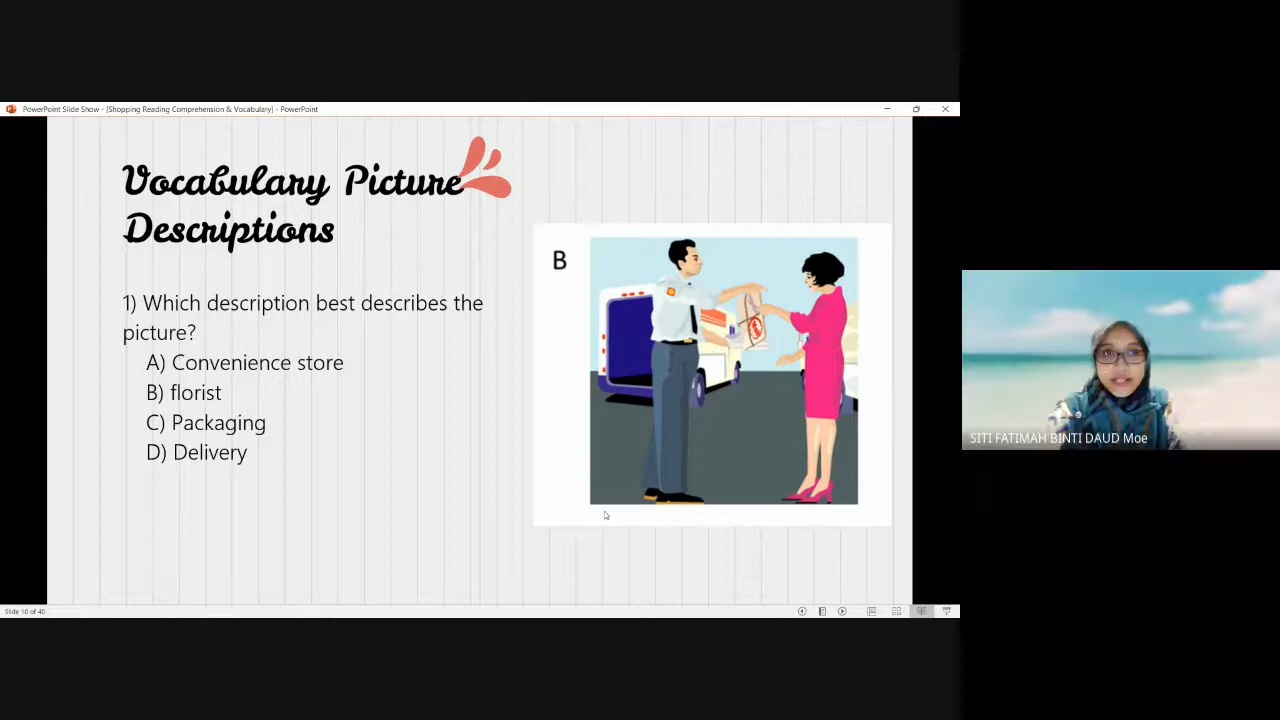 PowerPoint Slide Show - [Shopping Reading Comprehension & Vocabulary] - PowerPoint
Vocabulary Picture
Descriptions
1) Which description best describes the
picture?
A) Convenience store
B) florist
C) Packaging
D) Delivery
B
SITI FATIMAH BINTI DAUD Moe
Slide 10 of 40